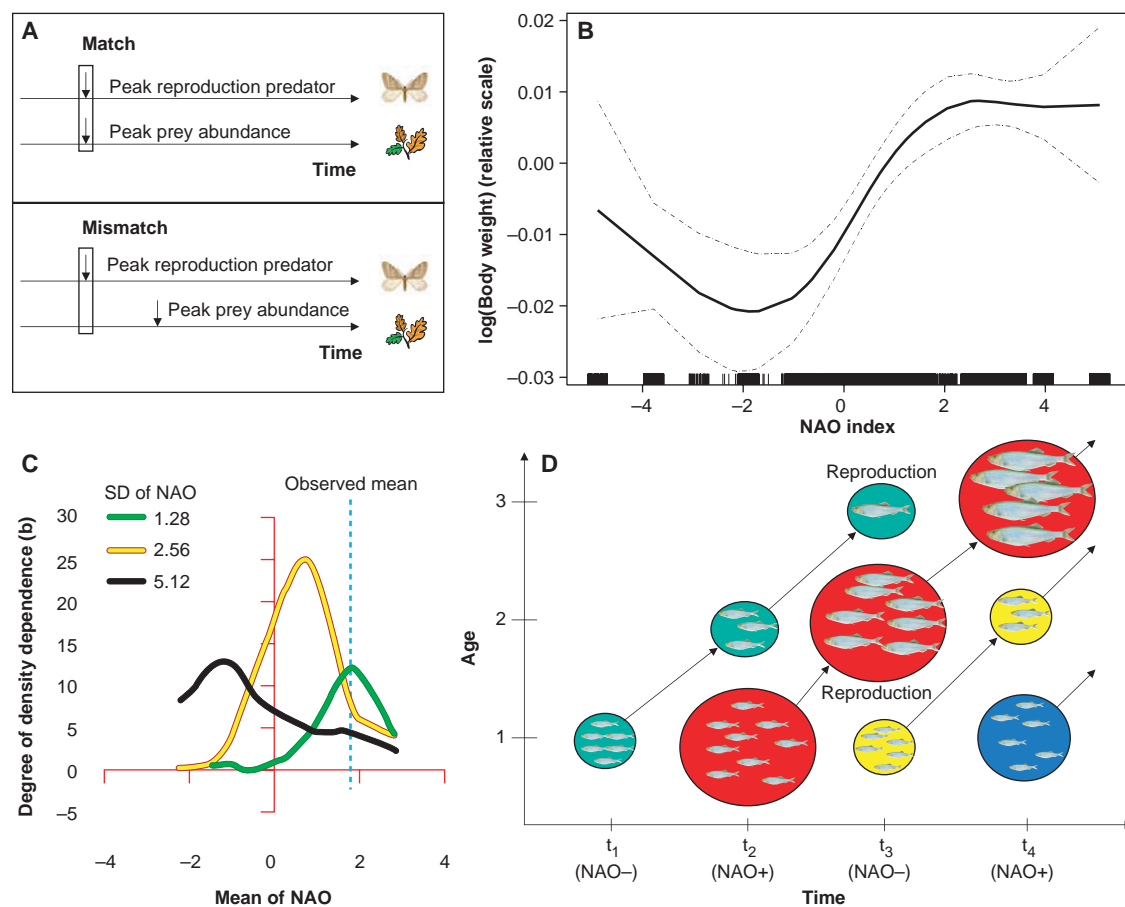 A
Match
Peak reproduction predator
Peak prey abundance
Time
Mismatch
Peak reproduction predator
Peak prey abundance
Time
B
log(Body weight) (relative scale)
0.02
0.01
0.00
–0.01
–0.02
–0.03
–4 –2 0 2 4
NAO index
C
SD of NAO
1.28
2.56
5.12
Observed mean
Degree of density dependence (b)
30
25
20
15
10
5
0
–5
–4 –2 0 2 4
Mean of NAO
D
Age
3
2
1
Reproduction
Reproduction
t1 t2 t3 t4
(NAO–) (NAO+) (NAO–) (NAO+)
Time